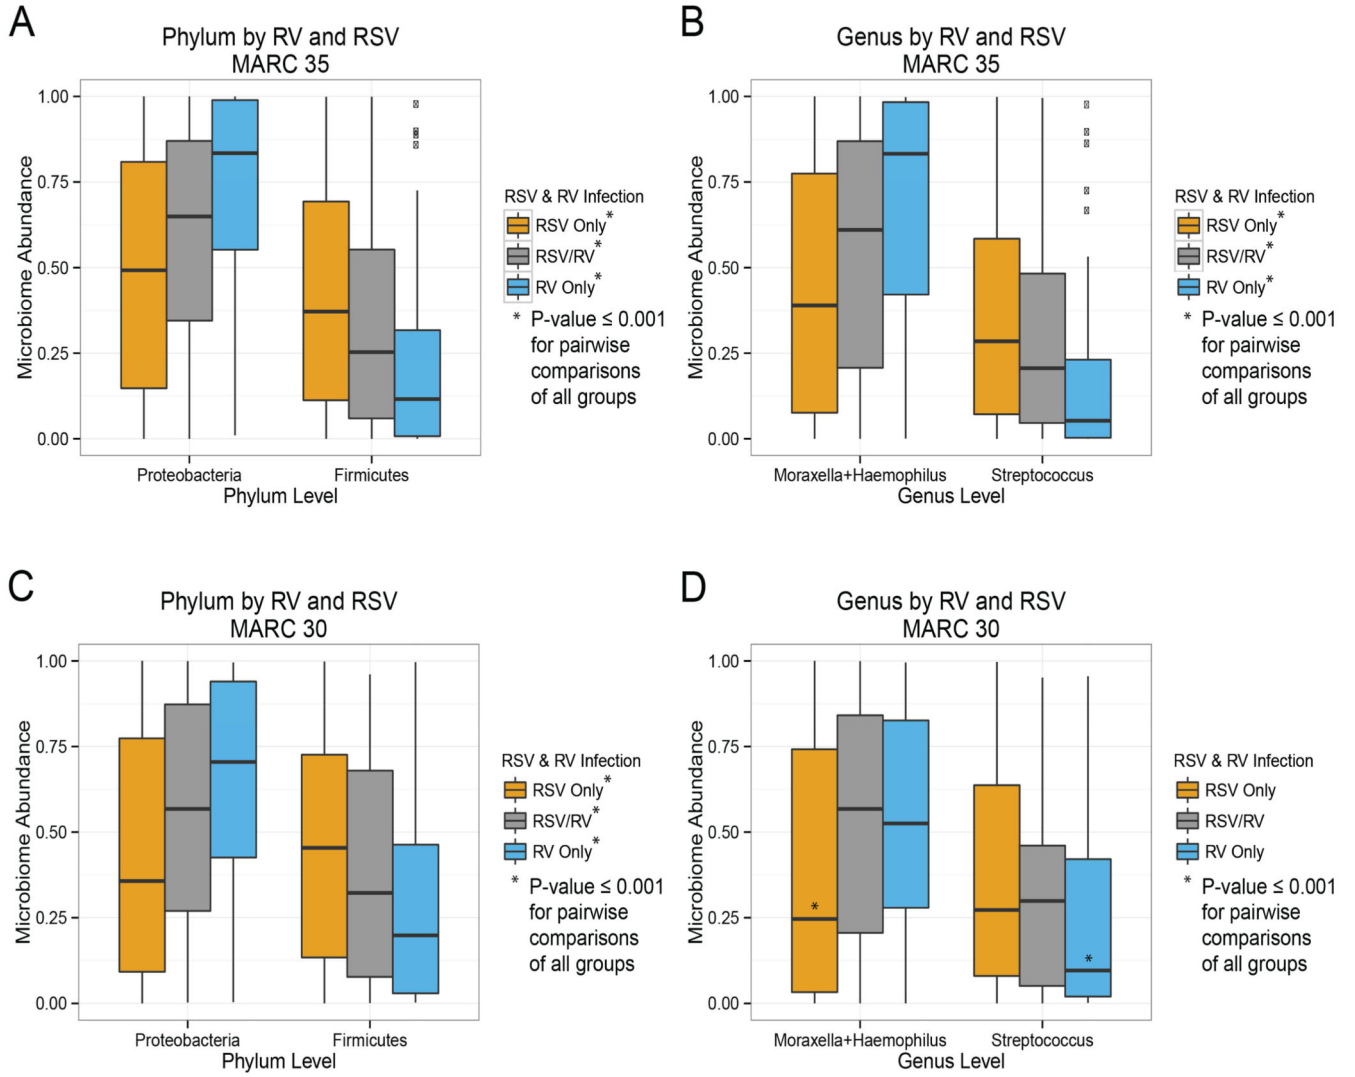 A
Phylum by RV and RSV
MARC 35
Microbiome Abundance
1.00
0.75
0.50
0.25
0.00
Proteobacteria
Firmicutes
Phylum Level
RSV & RV Infection
RSV Only*
RSV/RV*
RV Only*
* P-value ≤ 0.001
for pairwise
comparisons
of all groups
B
Genus by RV and RSV
MARC 35
Microbiome Abundance
1.00
0.75
0.50
0.25
0.00
Moraxella+Haemophilus
Streptococcus
Genus Level
RSV & RV Infection
RSV Only*
RSV/RV*
RV Only*
* P-value ≤ 0.001
for pairwise
comparisons
of all groups
C
Phylum by RV and RSV
MARC 30
Microbiome Abundance
1.00
0.75
0.50
0.25
0.00
Proteobacteria
Firmicutes
Phylum Level
RSV & RV Infection
RSV Only*
RSV/RV*
RV Only*
* P-value ≤ 0.001
for pairwise
comparisons
of all groups
D
Genus by RV and RSV
MARC 30
Microbiome Abundance
1.00
0.75
0.50
0.25
0.00
*
*
Moraxella+Haemophilus
Streptococcus
Genus Level
RSV & RV Infection
RSV Only
RSV/RV
RV Only
* P-value ≤ 0.001
for pairwise
comparisons
of all groups